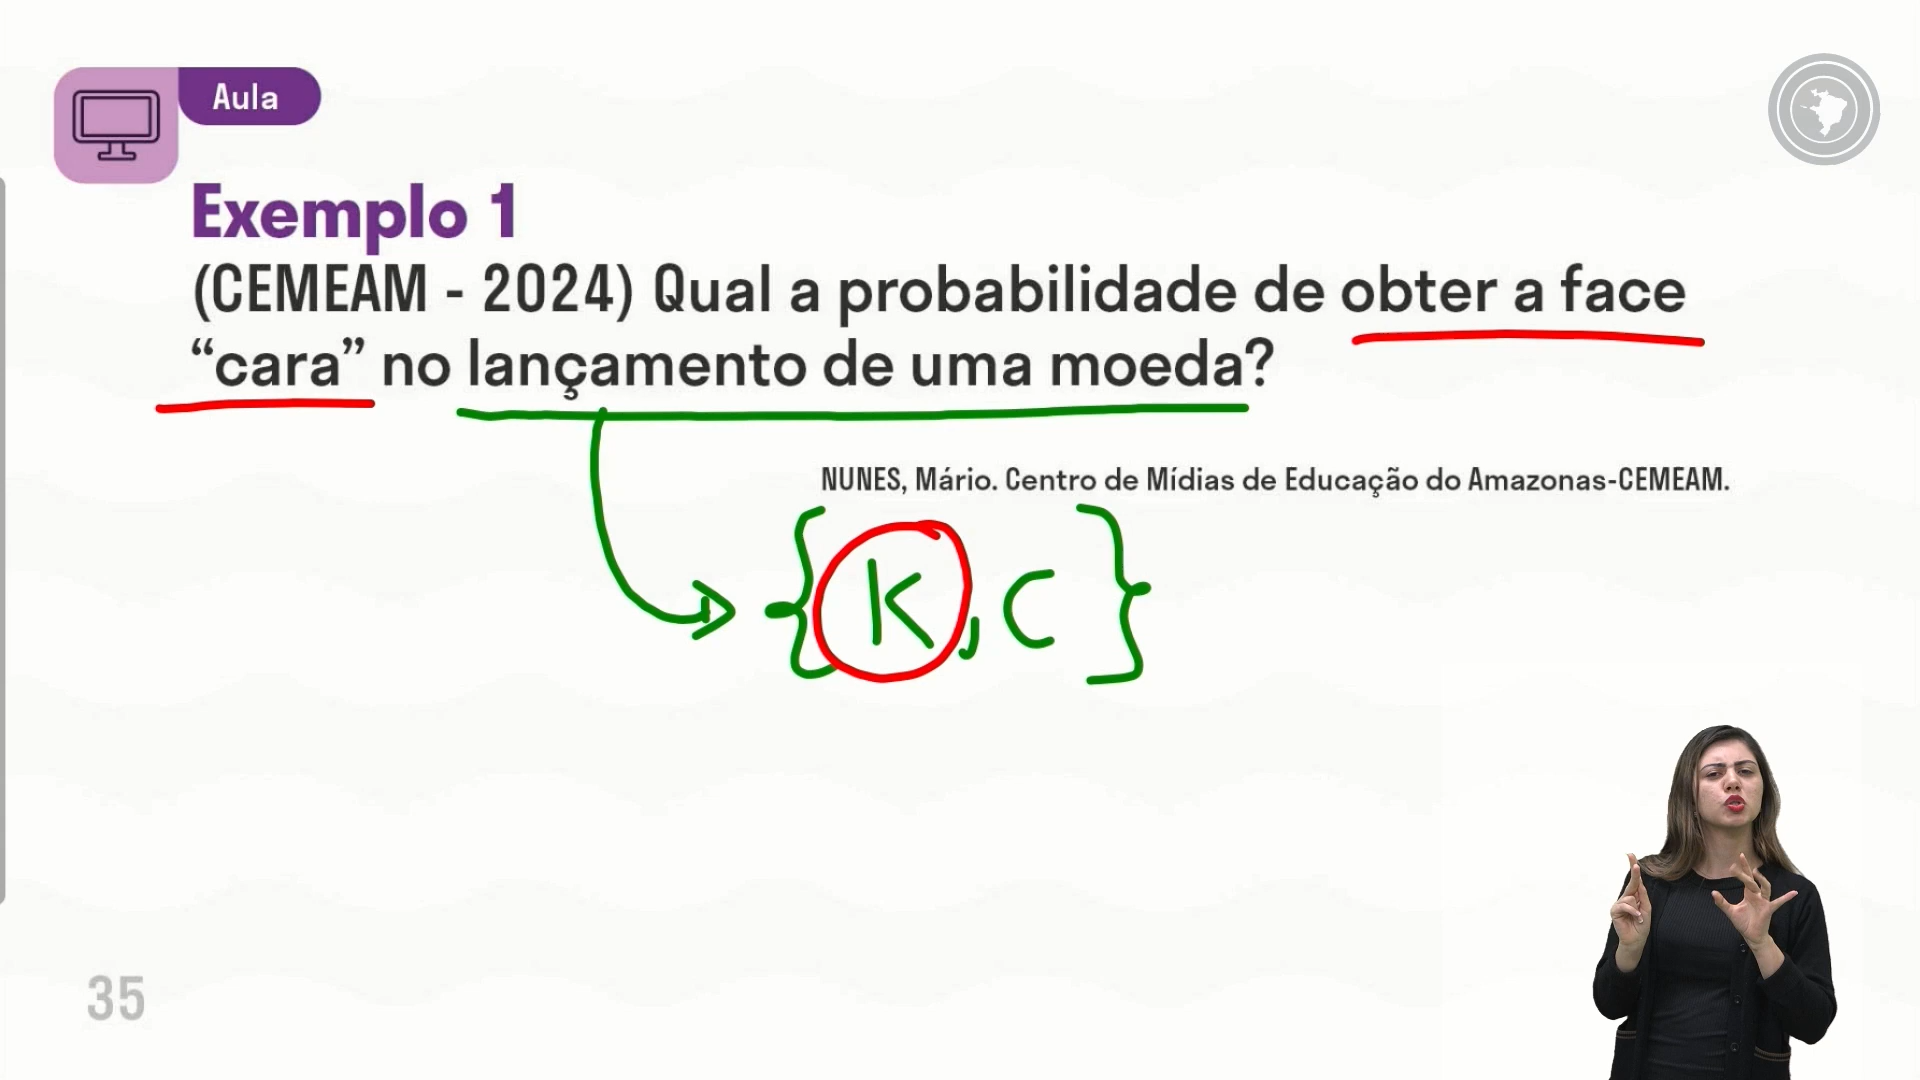 Aula
Exemplo 1
(CEMEAM - 2024) Qual a probabilidade de obter a face
“cara” no lançamento de uma moeda?
NUNES, Mário. Centro de Mídias de Educação do Amazonas-CEMEAM.
{K, C}
35